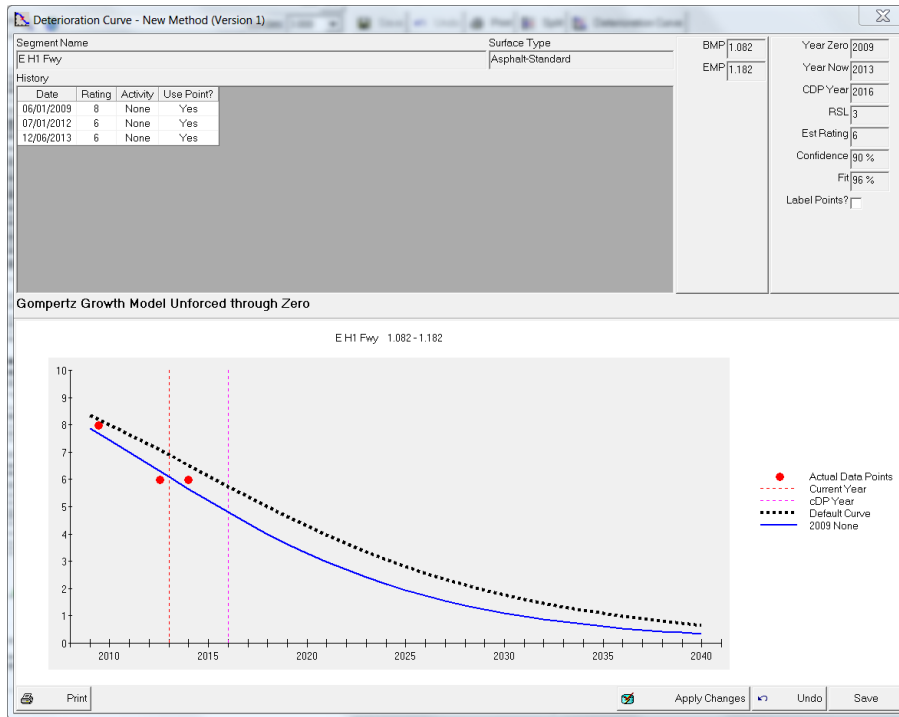 Deterioration Curve - New Method (Version 1)
Segment Name
Surface Type
E H1 Fwy
Asphalt-Standard
BMP 1.082
EMP 1.182
Year Zero 2009
Year Now 2013
CDP Year 2016
RSL 3
Est Rating 6
Confidence 90 %
Fit 96 %
Label Points?
History
Date Rating Activity Use Point?
06/01/2009 8 None Yes
07/01/2012 6 None Yes
12/06/2013 6 None Yes
Gompertz Growth Model Unforced through Zero
E H1 Fwy 1.082 - 1.182
10
9
8
7
6
5
4
3
2
1
0
2010 2015 2020 2025 2030 2035 2040
Actual Data Points
Current Year
cDP Year
Default Curve
2009 None
Print
Apply Changes
Undo
Save